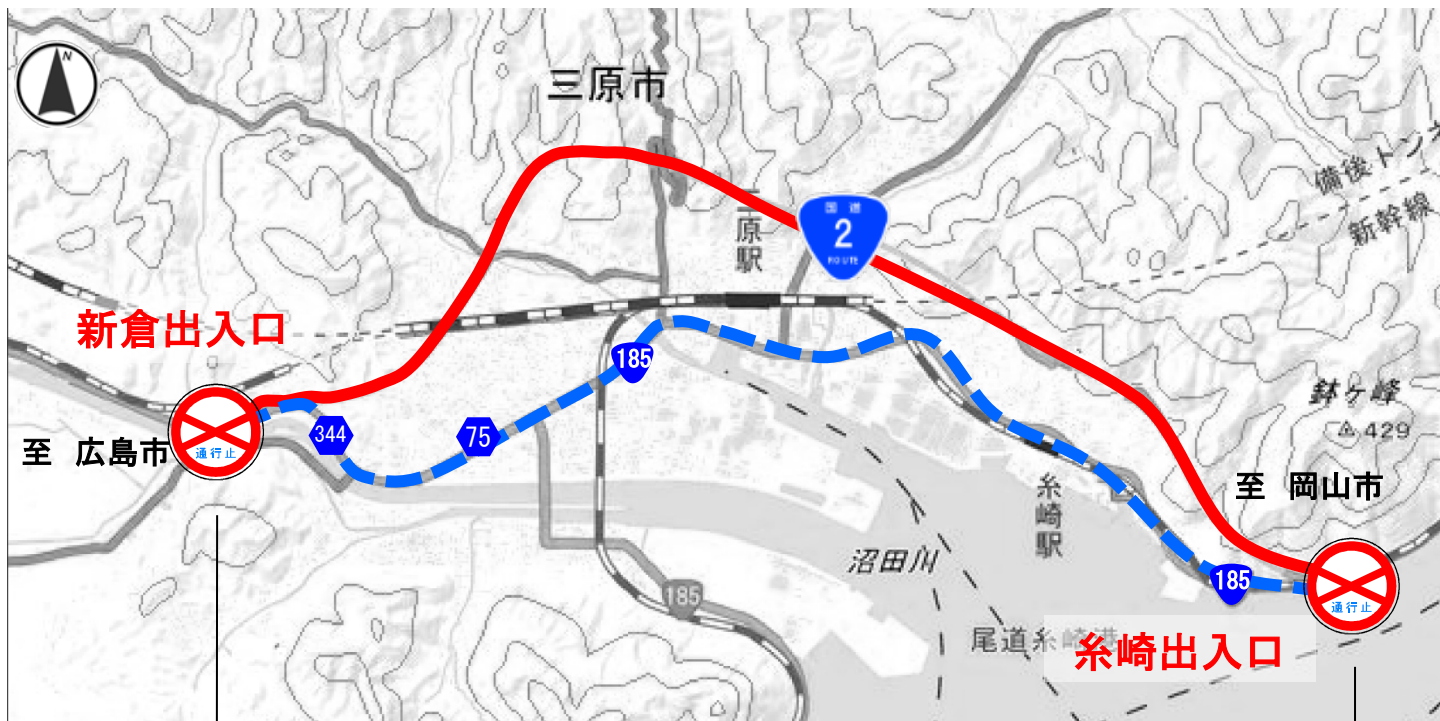 N
三原市
備後トンネ
新幹線
国道
2
ROUTE
三原駅
新倉出入口
185
鉢ヶ峰
429
344
75
至 広島市
通行止
至 岡山市
糸崎駅
沼田川
185
185
通行止
尾道糸崎港
糸崎出入口